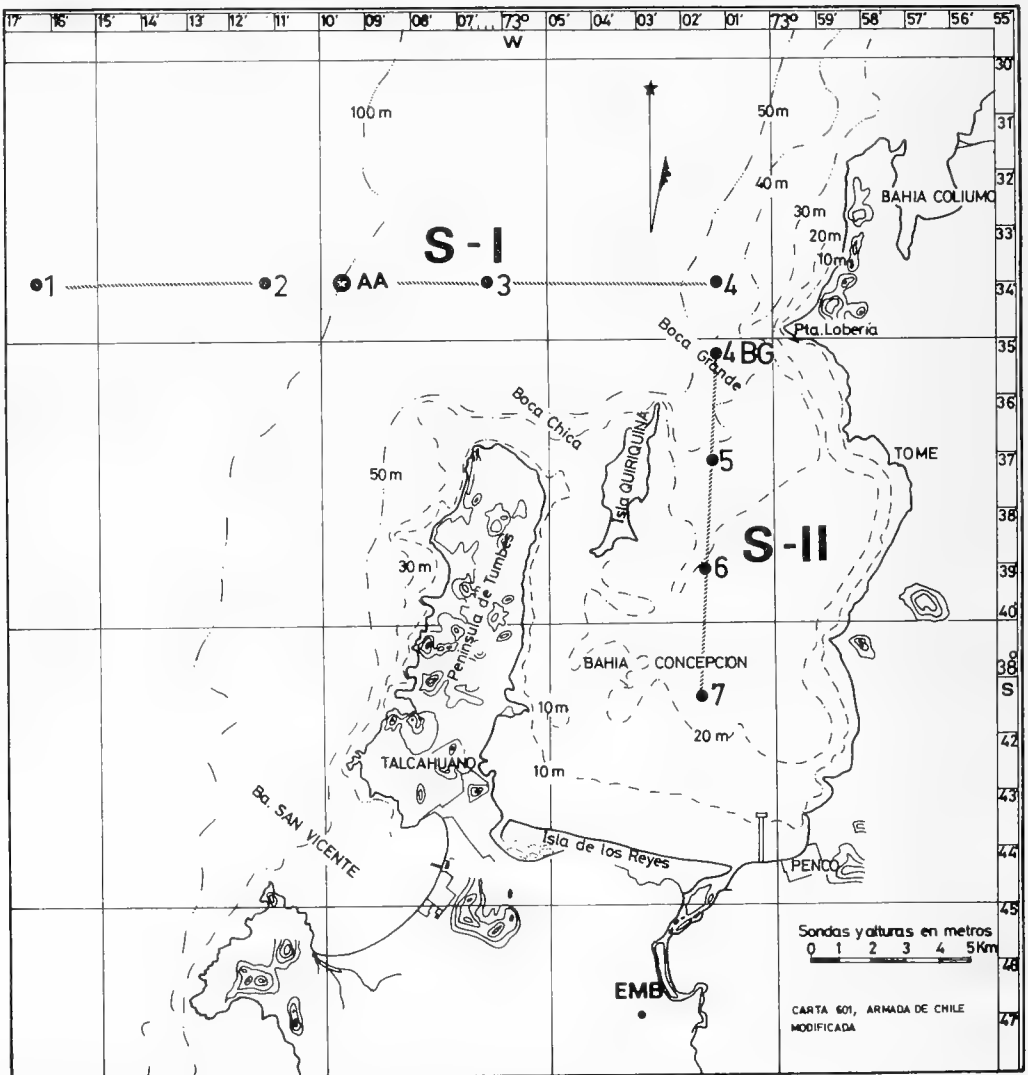 17' 16' 15' 14' 13' 12' 11' 10' 09' 08' 07' 73° 05' 04' 03' 02' 01' 73° 59' 58' 57' 56' 55'
W
30'
100 m
50 m
31'
32'
40 m
BAHIA COLIUMO
30 m
33'
20 m
S - I
10 m
1
2
AA
3
4
34'
Pta. Lobería
Boca Grande
35'
4 BG
Boca Chica
36'
Isla QUIRIQUINA
5
37'
TOME
50 m
38'
S - II
30 m
6
39'
Península de Tumbes
40'
BAHIA CONCEPCION
38°
S
7
10 m
20 m
42'
TALCAHUANO
10 m
43'
Ba. SAN VICENTE
Isla de los Reyes
44'
PENCO
45'
Sondas y alturas en metros
0 1 2 3 4 5 Km
46'
EMB
CARTA 601, ARMADA DE CHILE
MODIFICADA
47'